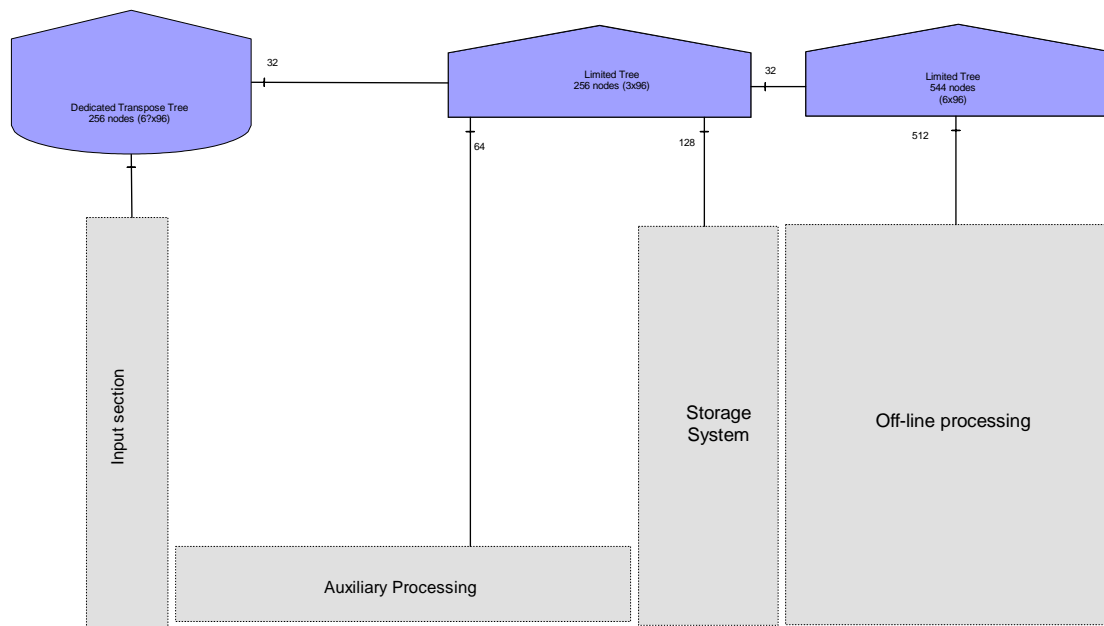 32
Dedicated Transpose Tree
256 nodes (6?x96)
Limited Tree
256 nodes (3x96)
32
Limited Tree
544 nodes
(6x96)
64
128
512
Input section
Auxiliary Processing
Storage
System
Off-line processing